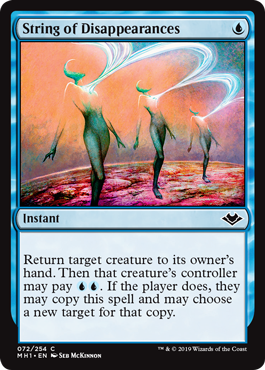 String of Disappearances
Instant
Return target creature to its owner's
hand. Then that creature's controller
may pay. If the player does, they
may copy this spell and may choose
a new target for that copy.
072/254 C
MH1 • EN Seb McKinnon
™ & © 2019 Wizards of the Coast